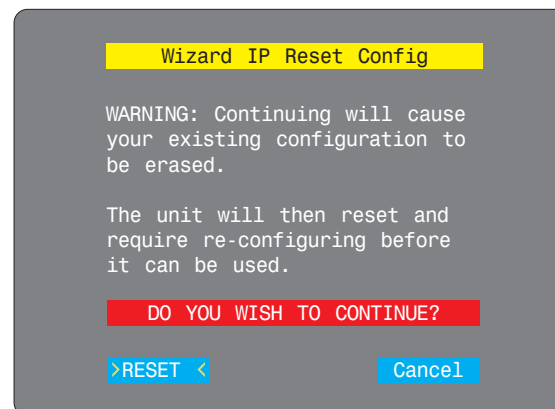 Wizard IP Reset Config
WARNING: Continuing will cause
your existing configuration to
be erased.
The unit will then reset and
require re-configuring before
it can be used.
DO YOU WISH TO CONTINUE?
>RESET < Cancel